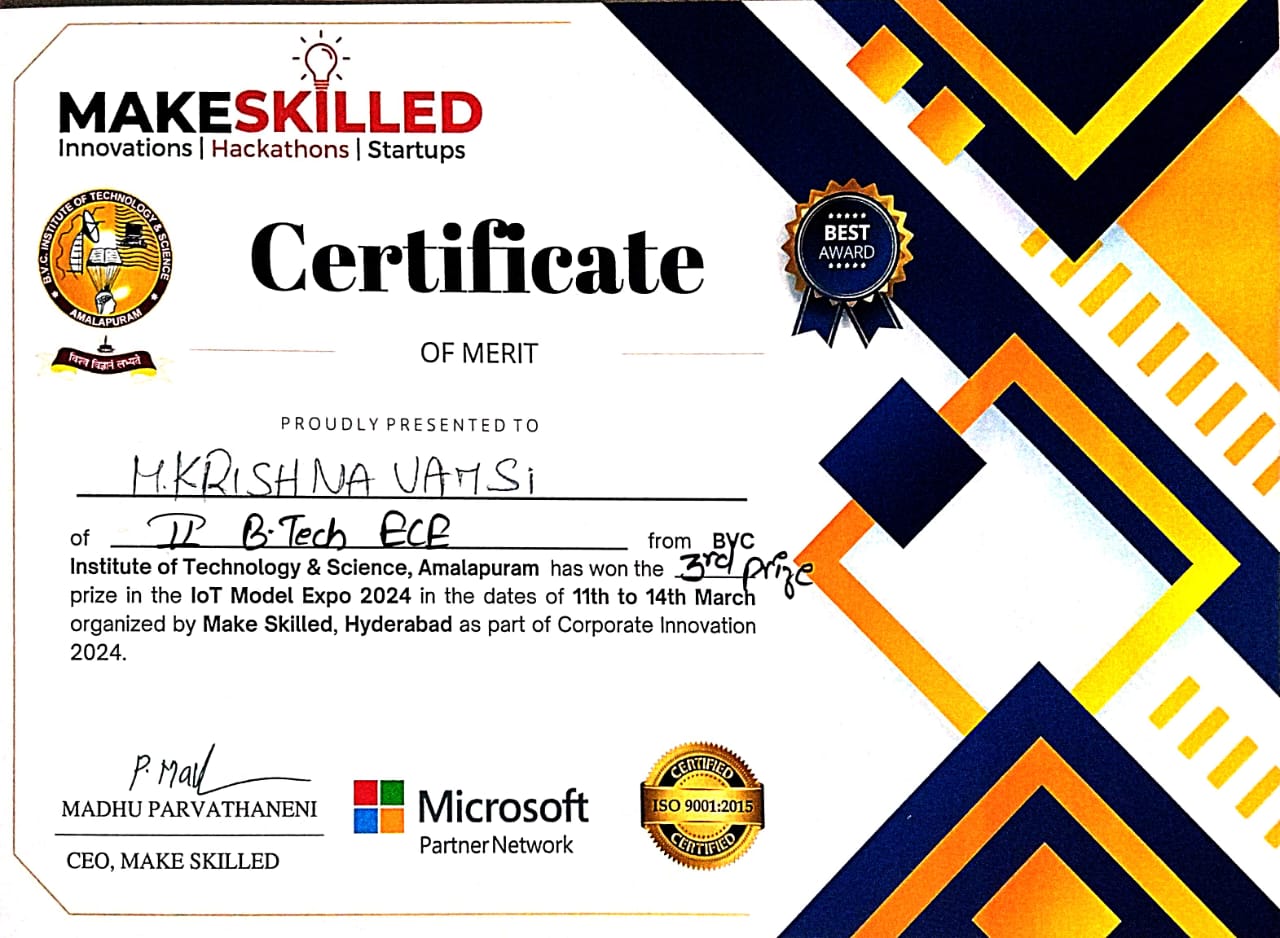 MAKESKILLED
Innovations | Hackathons | Startups
B.V.C. INSTITUTE OF TECHNOLOGY & SCIENCE
AMALAPURAM
Certificate
BEST
AWARD
OF MERIT
PROUDLY PRESENTED TO
M.KRISHNA VAMSi
of II B.Tech ECE from BVC
Institute of Technology & Science, Amalapuram has won the 3rd prize
prize in the IoT Model Expo 2024 in the dates of 11th to 14th March
organized by Make Skilled, Hyderabad as part of Corporate Innovation
2024.
MADHU PARVATHANENI
CEO, MAKE SKILLED
Microsoft
Partner Network
CERTIFIED
ISO 9001:2015
CERTIFIED